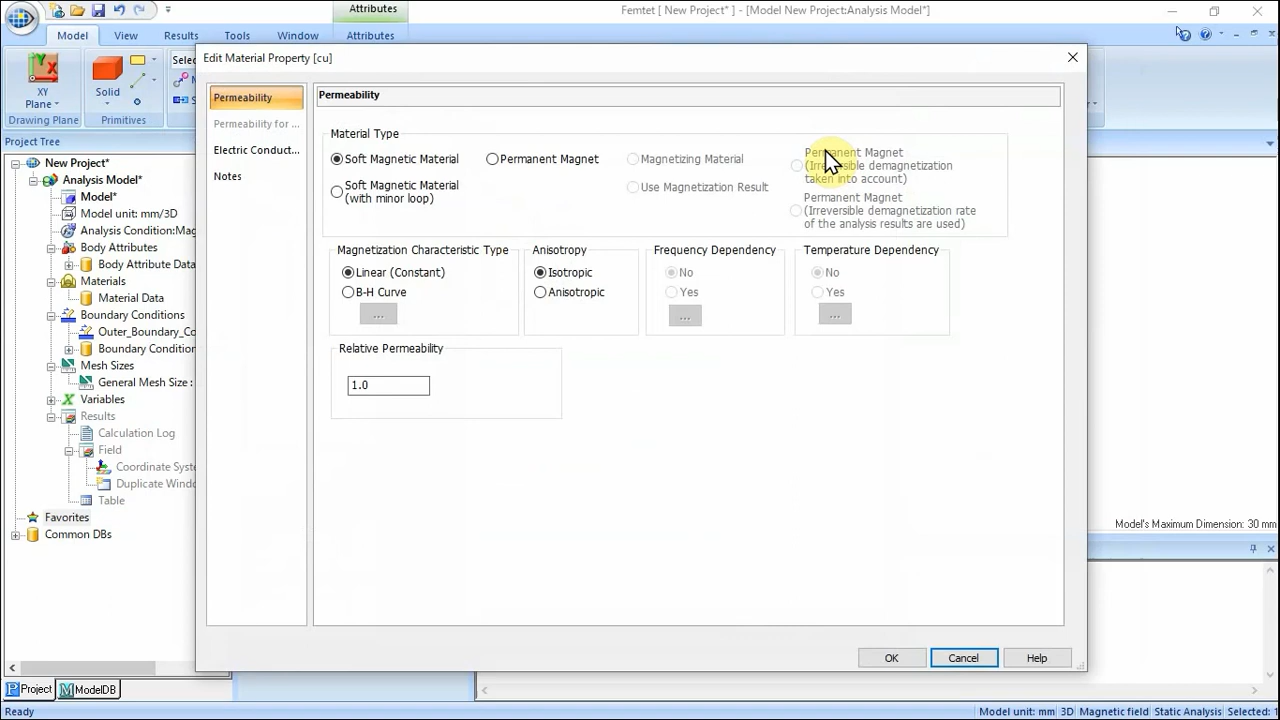 Attributes
Femtet [ New Project* ] - [Model New Project:Analysis Model*]
Model
View
Results
Tools
Window
Attributes
XY
Plane
Drawing Plane
Solid
Primitives
Selec
Project Tree
New Project*
Analysis Model*
Model*
Model unit: mm/3D
Analysis Condition:Mag
Body Attributes
Body Attribute Data
Materials
Material Data
Boundary Conditions
Outer_Boundary_Co
Boundary Condition
Mesh Sizes
General Mesh Size :
Variables
Results
Calculation Log
Field
Coordinate Syste
Duplicate Windo
Table
Favorites
Common DBs
Project
ModelDB
Edit Material Property [cu]
Permeability
Permeability for ...
Electric Conduct...
Notes
Permeability
Material Type
Soft Magnetic Material
Permanent Magnet
Magnetizing Material
Permanent Magnet
(Irreversible demagnetization
taken into account)
Soft Magnetic Material
(with minor loop)
Use Magnetization Result
Permanent Magnet
(Irreversible demagnetization rate
of the analysis results are used)
Magnetization Characteristic Type
Linear (Constant)
B-H Curve
...
Anisotropy
Isotropic
Anisotropic
Frequency Dependency
No
Yes
...
Temperature Dependency
No
Yes
...
Relative Permeability
1.0
OK
Cancel
Help
Model's Maximum Dimension: 30 mm
Model unit: mm
3D
Magnetic field
Static Analysis
Selected: 1